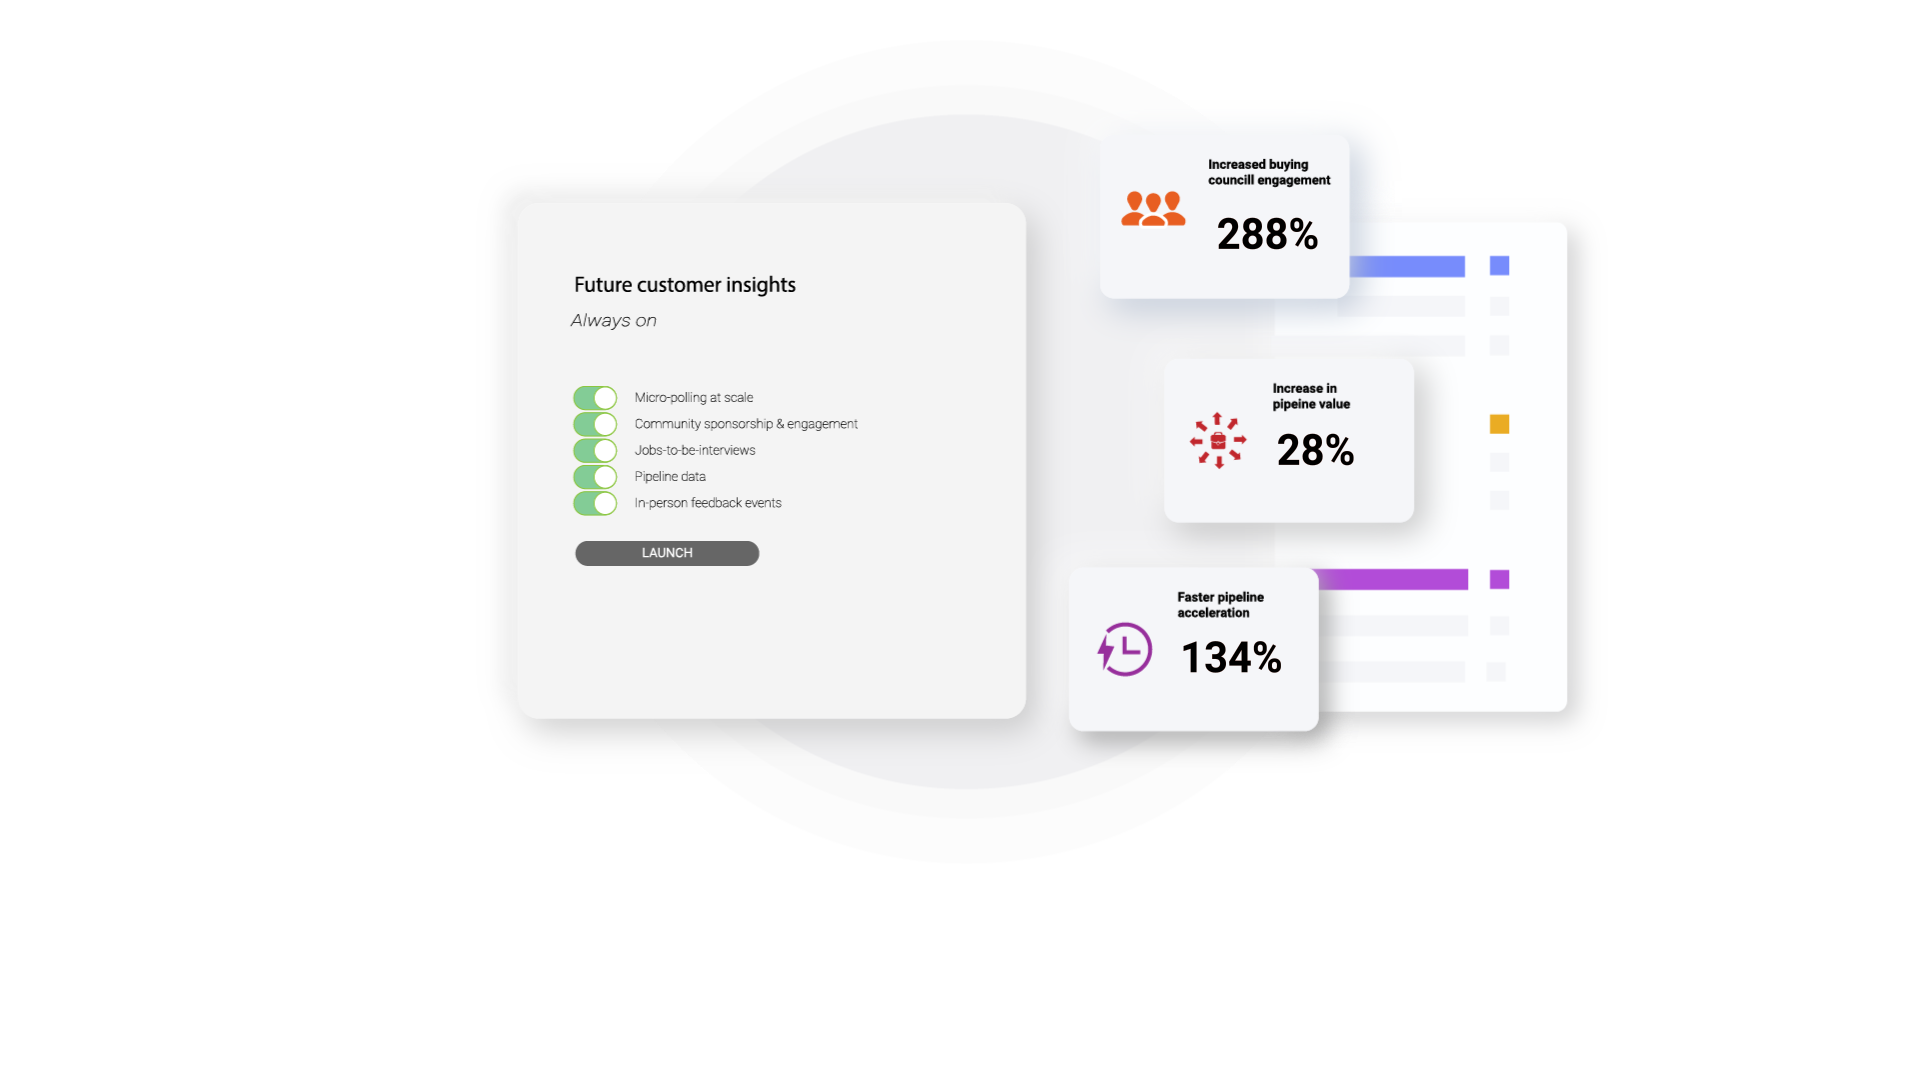 Future customer insights
Always on
Micro-polling at scale
Community sponsorship & engagement
Jobs-to-be-interviews
Pipeline data
In-person feedback events
LAUNCH
Increased buying
councill engagement
288%
Increase in
pipeine value
28%
Faster pipeline
acceleration
134%